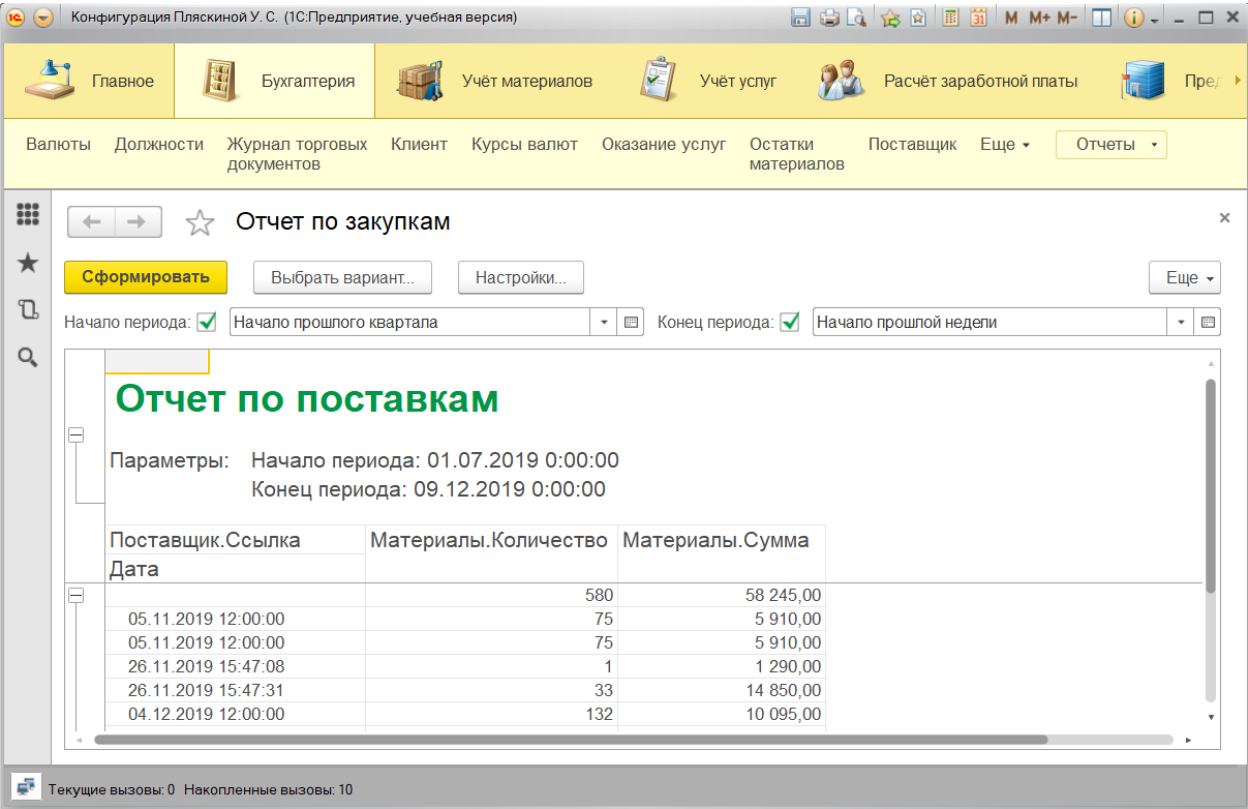 Конфигурация Пляскиной У. С. (1С:Предприятие, учебная версия)
M M+ M-
31
Главное Бухгалтерия Учёт материалов Учёт услуг Расчёт заработной платы Пред
Валюты Должности Журнал торговых документов Клиент Курсы валют Оказание услуг Остатки материалов Поставщик Еще Отчеты
Отчет по закупкам
Сформировать Выбрать вариант... Настройки... Еще
Начало периода: Начало прошлого квартала Конец периода: Начало прошлой недели
Отчет по поставкам
Параметры: Начало периода: 01.07.2019 0:00:00
Конец периода: 09.12.2019 0:00:00
Поставщик.Ссылка Материалы.Количество Материалы.Сумма
Дата
580 58 245,00
05.11.2019 12:00:00 75 5 910,00
05.11.2019 12:00:00 75 5 910,00
26.11.2019 15:47:08 1 1 290,00
26.11.2019 15:47:31 33 14 850,00
04.12.2019 12:00:00 132 10 095,00
Текущие вызовы: 0 Накопленные вызовы: 10